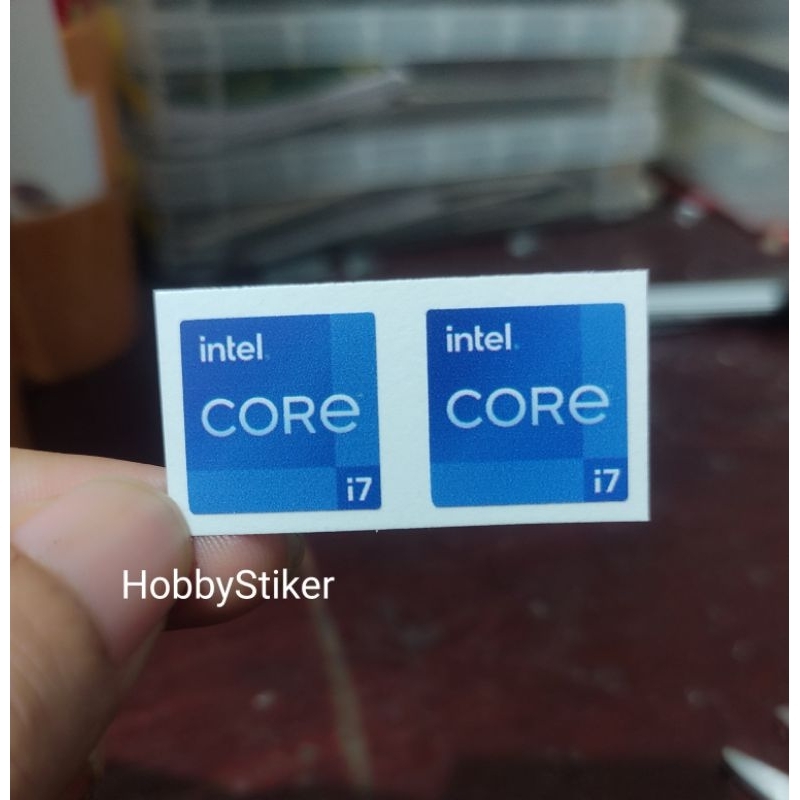 intel.
CORE
i7
intel.
CORE
i7
HobbyStiker